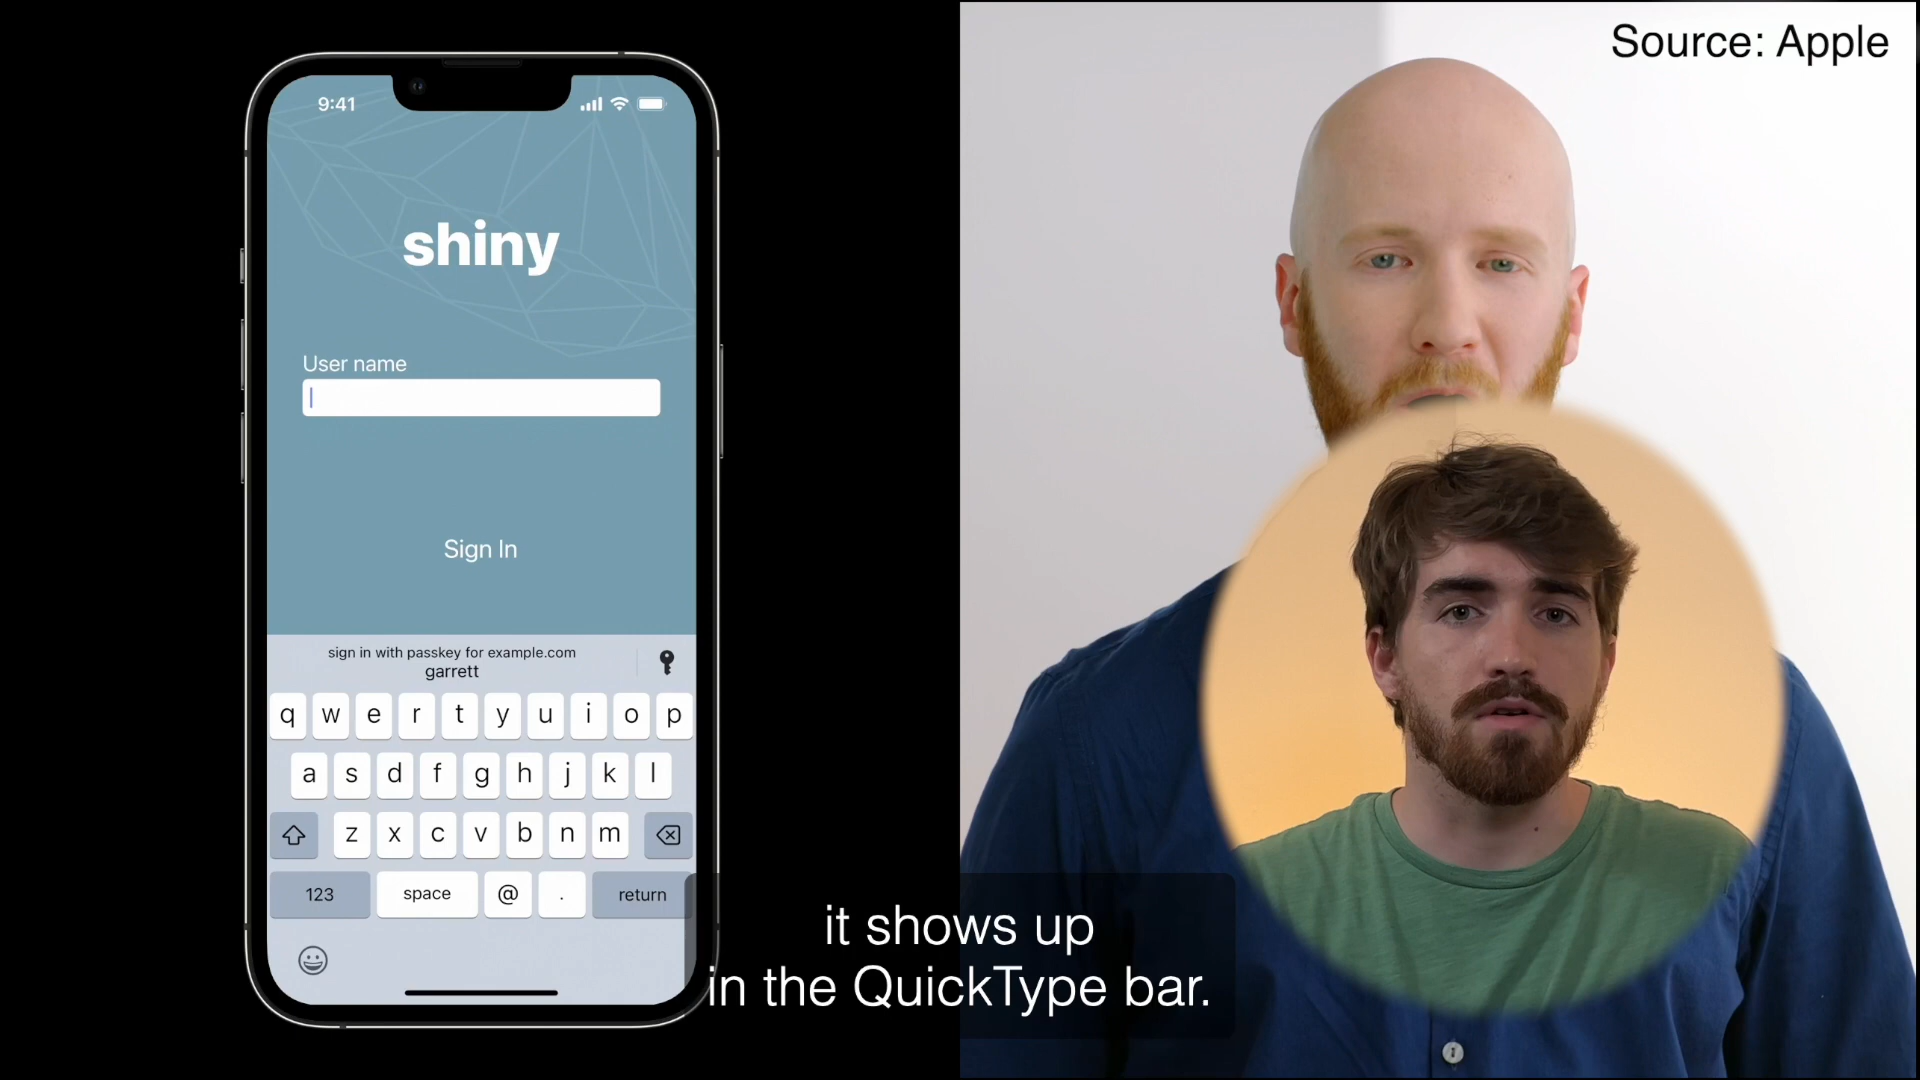 Source: Apple
9:41
shiny
User name
Sign In
sign in with passkey for example.com
garrett
q w e r t y u i o p
a s d f g h j k l
z x c v b n m
123 space @ . return
it shows up
in the QuickType bar.